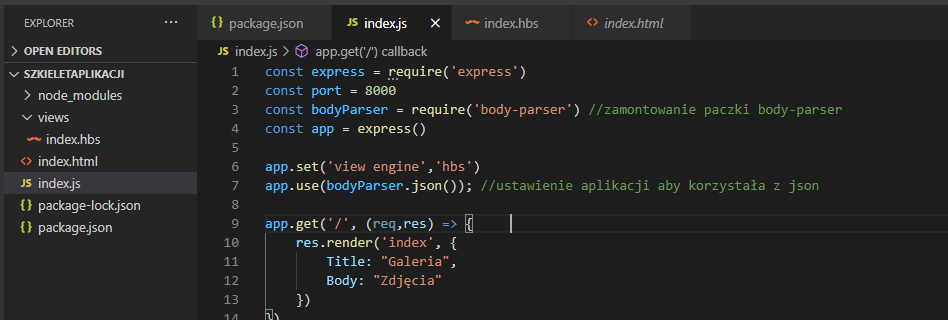 EXPLORER
OPEN EDITORS
SZKIELETAPLIKACJI
node_modules
views
index.hbs
index.html
JS index.js
{} package-lock.json
{} package.json
{} package.json
JS index.js ×
index.hbs
<> index.html
JS index.js > app.get('/') callback
1 const express = require('express')
2 const port = 8000
3 const bodyParser = require('body-parser') //zamontowanie paczki body-parser
4 const app = express()
5
6 app.set('view engine','hbs')
7 app.use(bodyParser.json()); //ustawienie aplikacji aby korzystała z json
8
9 app.get('/', (req,res) => {
10 res.render('index', {
11 Title: "Galeria",
12 Body: "Zdjęcia"
13 })
14 })